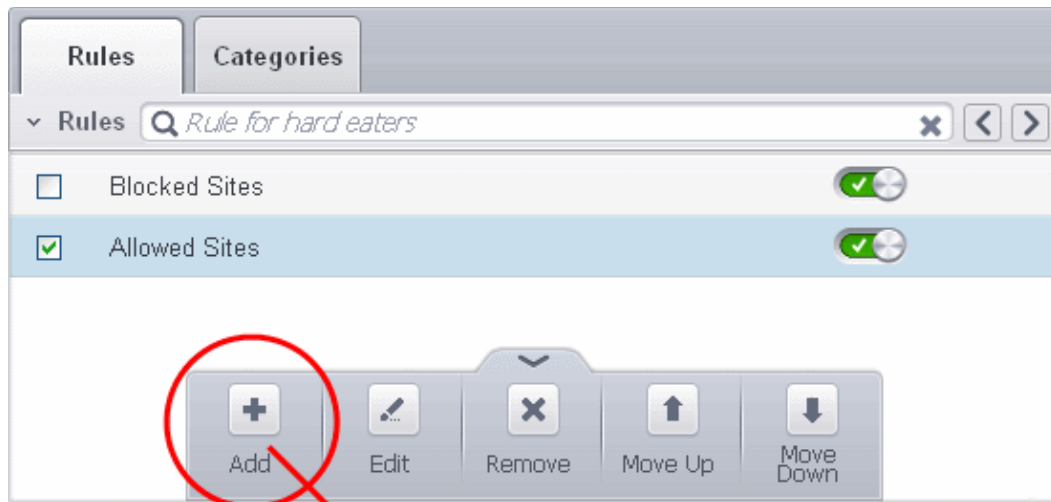 Rules Categories
Rules Rule for hard eaters
Blocked Sites
Allowed Sites
Add Edit Remove Move Up Move
Down